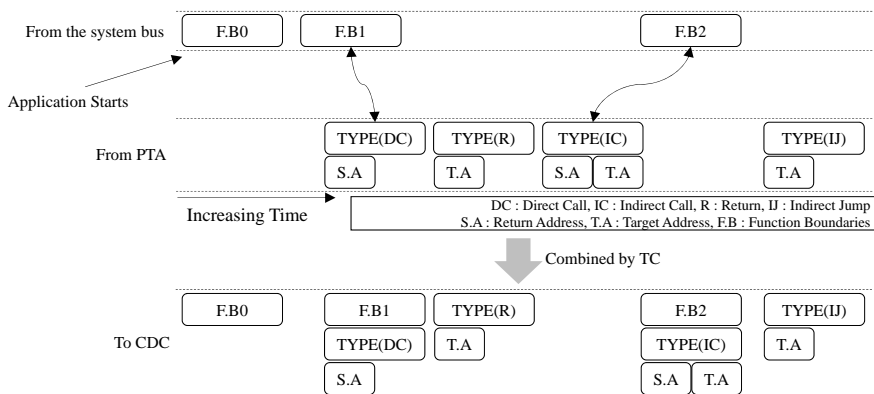 From the system bus
F.B0
F.B1
F.B2
Application Starts
From PTA
TYPE(DC)
TYPE(R)
TYPE(IC)
TYPE(IJ)
S.A
T.A
S.A
T.A
T.A
Increasing Time
DC : Direct Call, IC : Indirect Call, R : Return, IJ : Indirect Jump
S.A : Return Address, T.A : Target Address, F.B : Function Boundaries
Combined by TC
To CDC
F.B0
F.B1
TYPE(R)
F.B2
TYPE(IJ)
TYPE(DC)
T.A
TYPE(IC)
T.A
S.A
S.A
T.A